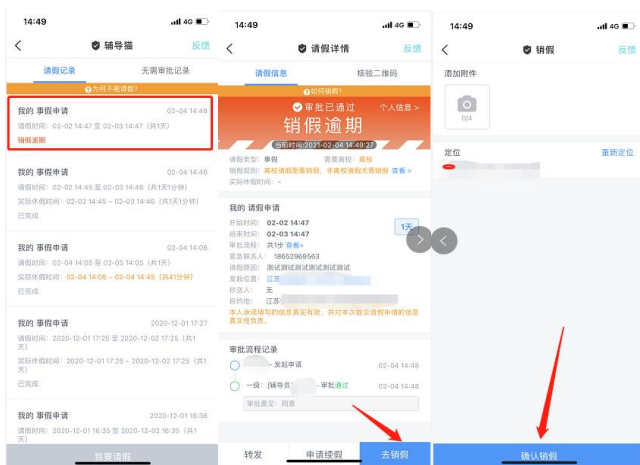 14:49
4G
辅导猫
反馈
请假记录
无需审批记录
为何不能请假?
我的 事假申请
02-04 14:48
请假时间: 02-02 14:47 至 02-03 14:47 (共1天)
销假逾期
我的 事假申请
02-04 14:46
请假时间: 02-02 14:45 至 02-03 14:46 (共1天1分钟)
实际休假时间: 02-02 14:45 ~ 02-03 14:46 (共1天1分钟)
已完成
我的 事假申请
02-04 14:06
请假时间: 02-04 14:05 至 02-05 14:05 (共1天)
实际休假时间: 02-04 14:05 ~ 02-04 14:45 (共41分钟)
已完成
我的 事假申请
2020-12-01 17:27
请假时间: 2020-12-01 17:25 至 2020-12-02 17:25 (共1
天)
实际休假时间: 2020-12-01 17:25 ~ 2020-12-02 17:25 (共1
天)
已完成
我的 事假申请
2020-12-01 16:38
请假时间: 2020-12-01 16:35 至 2020-12-02 16:35 (共1
天)
我要请假
14:49
4G
请假详情
反馈
请假信息
核验二维码
如何销假?
审批已通过
个人信息 >
销假逾期
当前时间:2021-02-04 14:49:27
请假类型: 事假
需要离校: 离校
销假规则: 离校请假需要销假, 非离校请假无需销假 查看 >
实际休假时间: -
我的 请假申请
开始时间: 02-02 14:47
1天
结束时间: 02-03 14:47
审批流程: 共1步 查看>
紧急联系人: 18652969563
请假原因: 测试测试测试测试测试测试
发起位置: 江苏
抄送人: 无
目的地: 江苏
本人承诺填写的信息真实有效, 并对本次提交请假申请的信息
真实性负责。
审批流程记录
- 发起申请
02-04 14:48
一级: [辅导员]
- 审批通过
02-04 14:48
审批意见: 同意
转发
申请续假
去销假
14:49
4G
销假
反馈
添加附件
0/4
定位
重新定位
确认销假